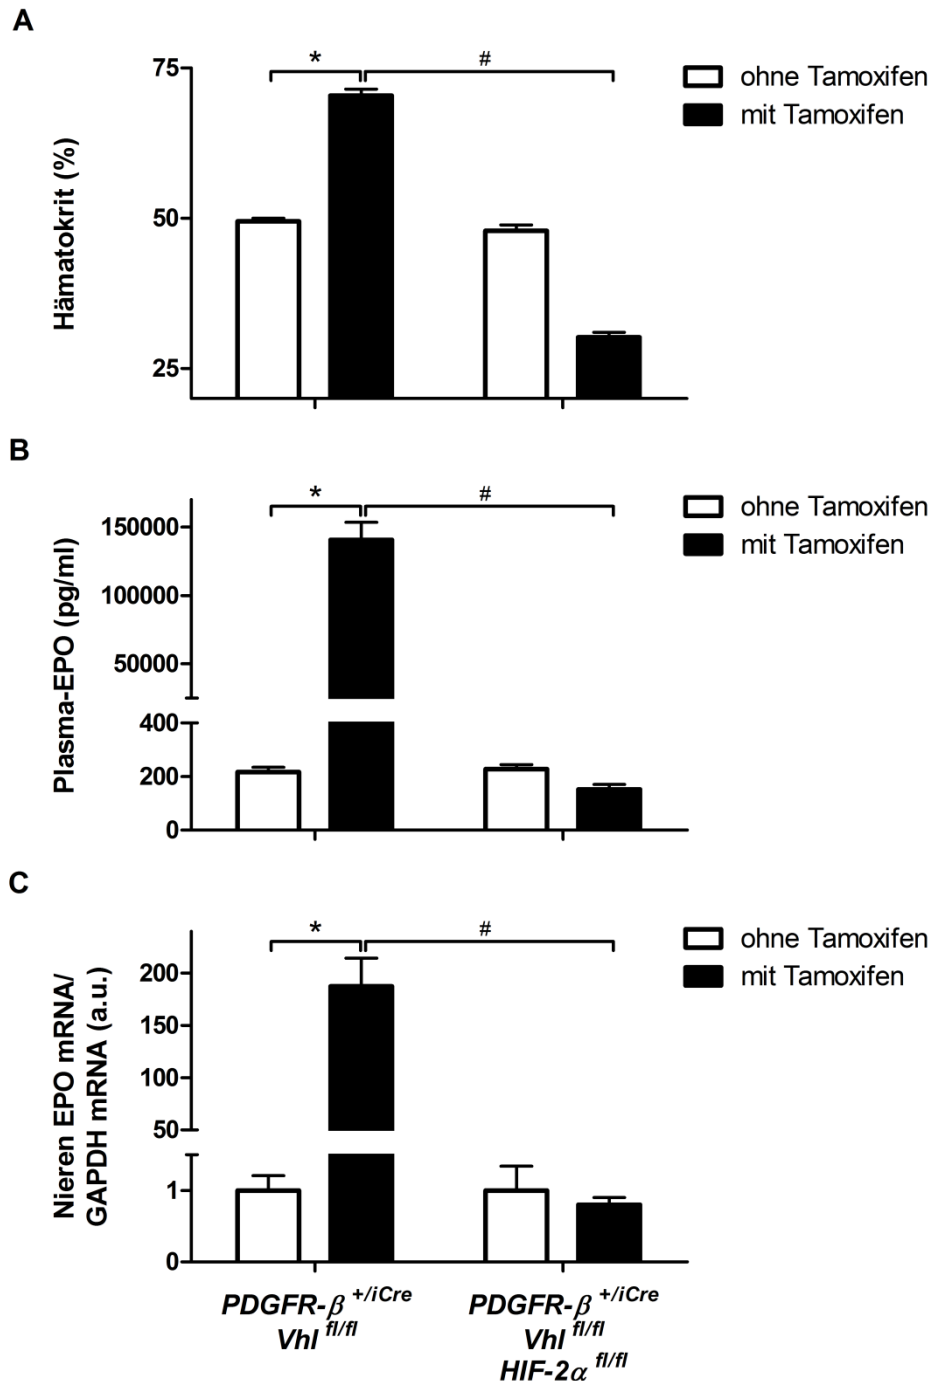 A
* #
75
50
25
Hämatokrit (%)
ohne Tamoxifen
mit Tamoxifen
B
* #
150000
100000
50000
400
200
0
Plasma-EPO (pg/ml)
ohne Tamoxifen
mit Tamoxifen
C
* #
200
150
100
50
1
0
Nieren EPO mRNA/
GAPDH mRNA (a.u.)
ohne Tamoxifen
mit Tamoxifen
PDGFR-β +/iCre
Vhl fl/fl
PDGFR-β +/iCre
Vhl fl/fl
HIF-2α fl/fl